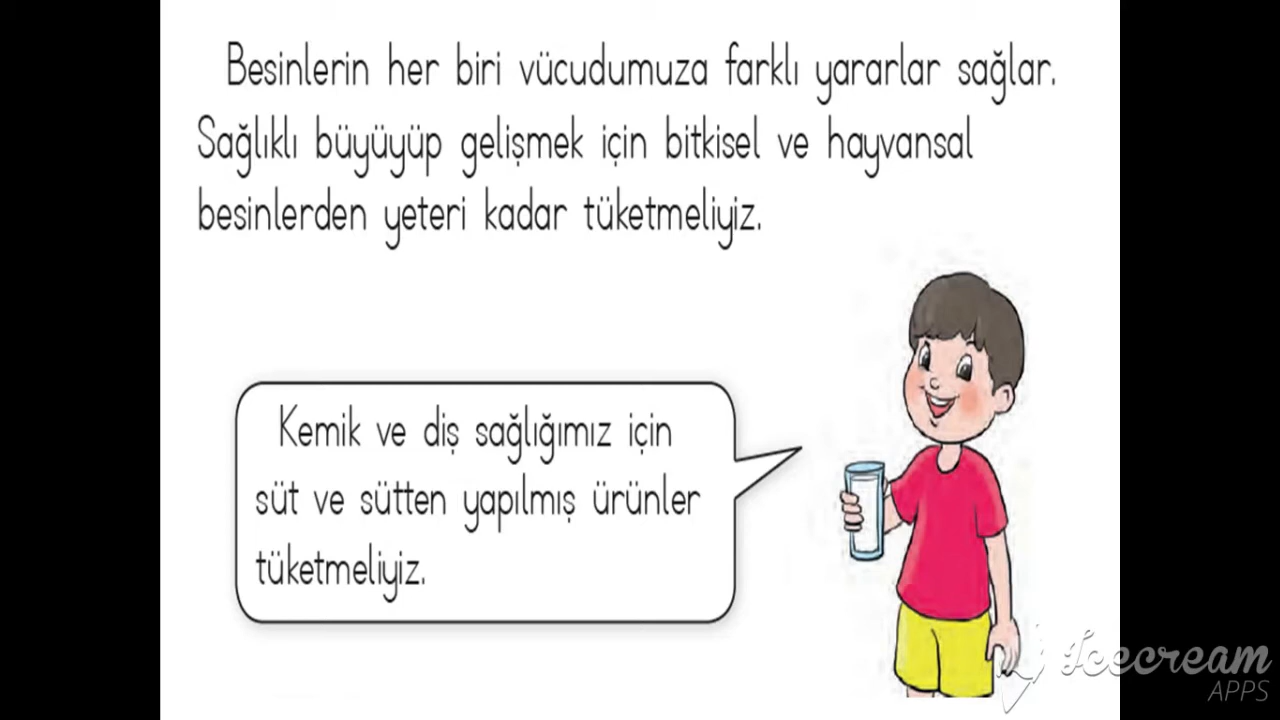 Besinlerin her biri vücudumuza farklı yararlar sağlar.
Sağlıklı büyüyüp gelişmek için bitkisel ve hayvansal
besinlerden yeteri kadar tüketmeliyiz.
Kemik ve diş sağlığımız için
süt ve sütten yapılmış ürünler
tüketmeliyiz.
Icecream
APPS